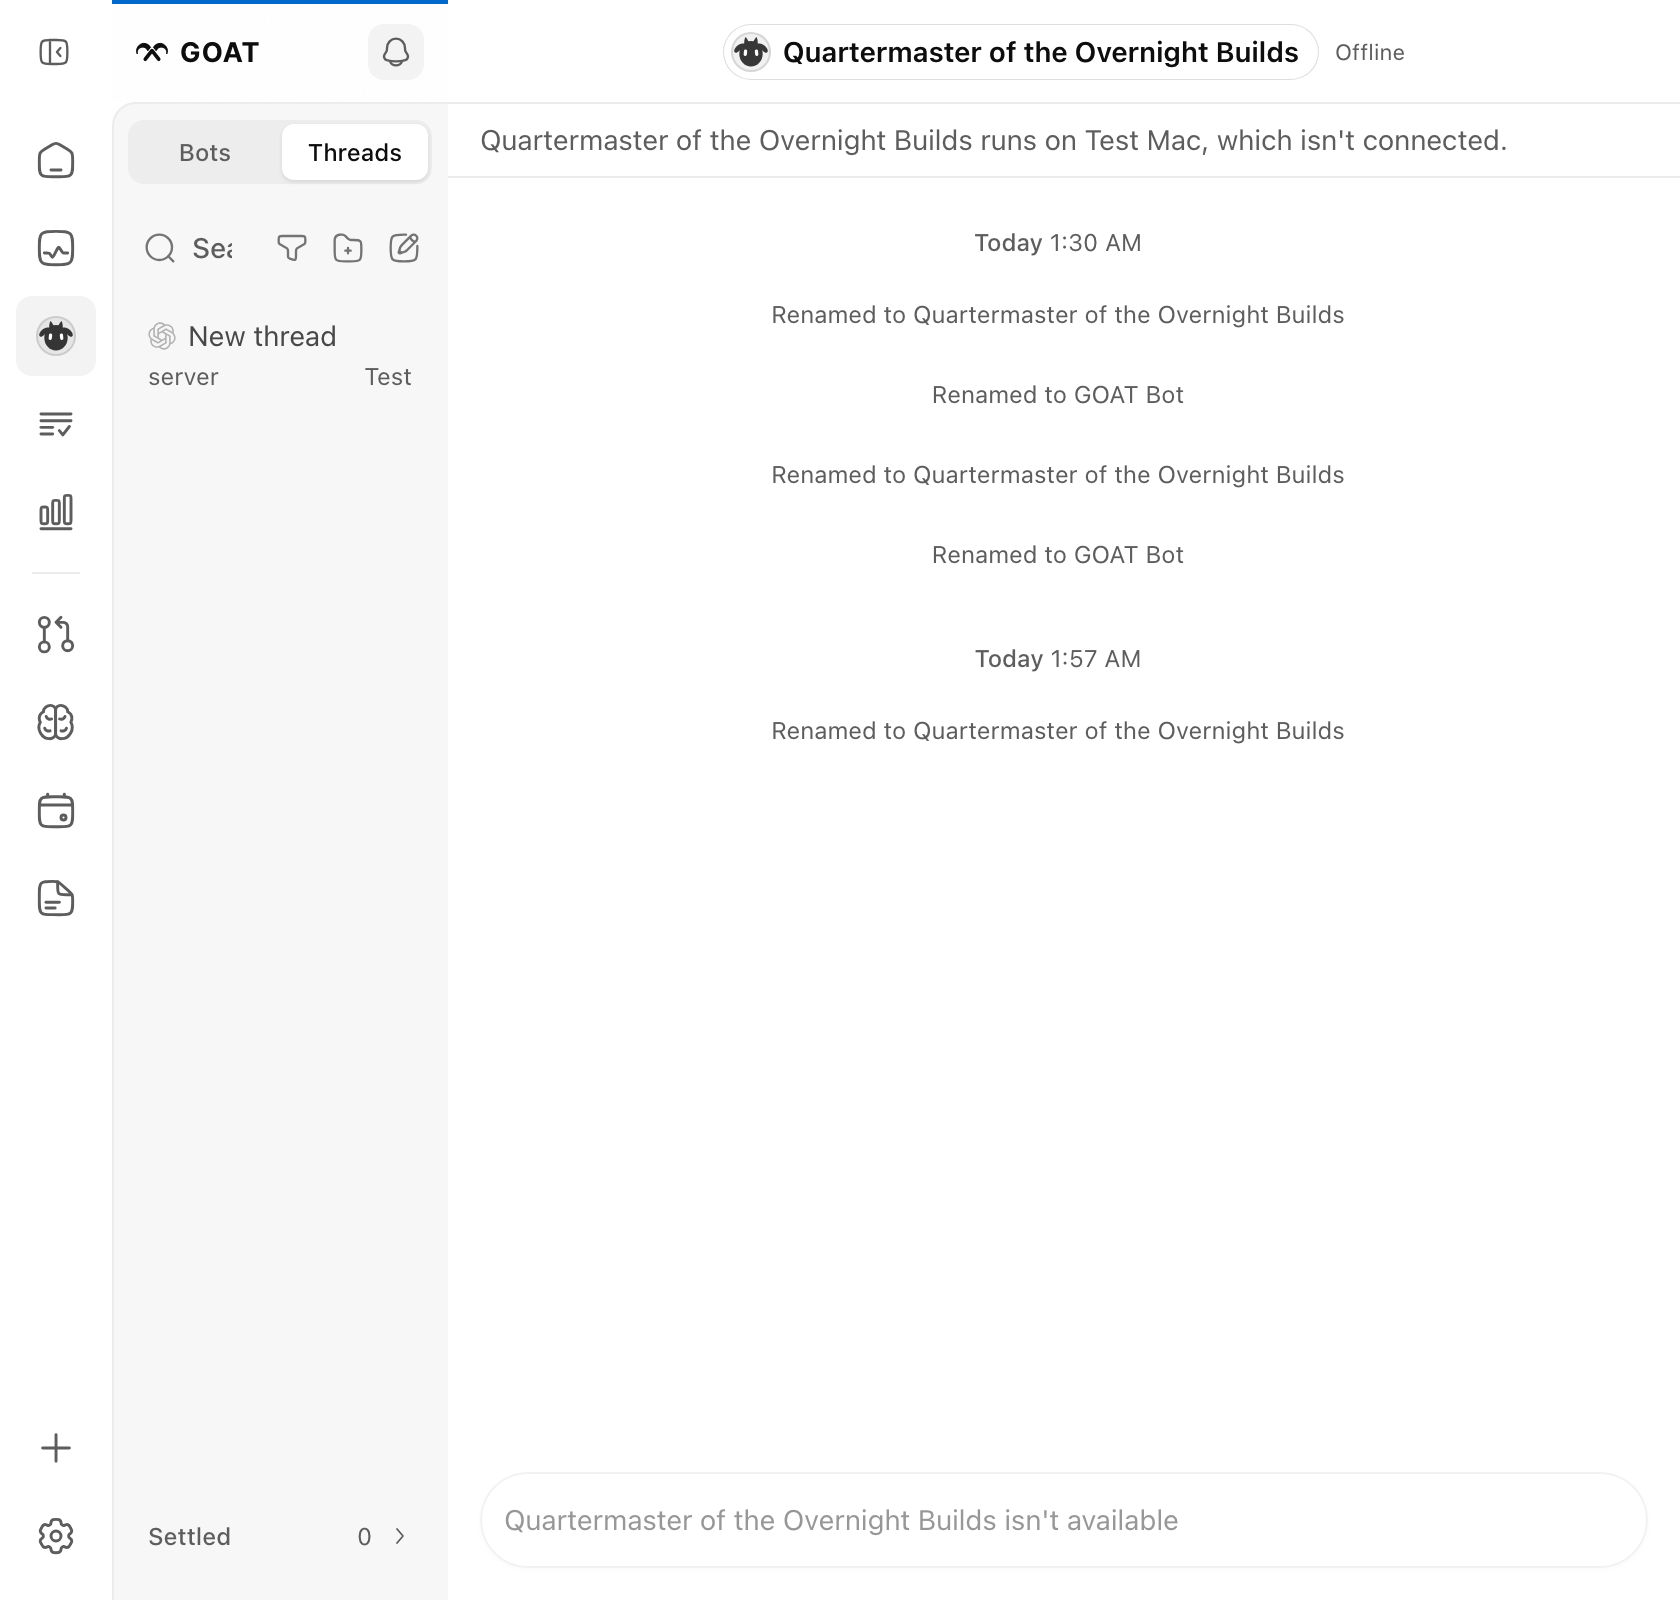 GOAT
Quartermaster of the Overnight Builds
Offline
Bots
Threads
Quartermaster of the Overnight Builds runs on Test Mac, which isn't connected.
Today 1:30 AM
Renamed to Quartermaster of the Overnight Builds
New thread
server
Test
Renamed to GOAT Bot
Renamed to Quartermaster of the Overnight Builds
Renamed to GOAT Bot
Today 1:57 AM
Renamed to Quartermaster of the Overnight Builds
Settled
0
Quartermaster of the Overnight Builds isn't available